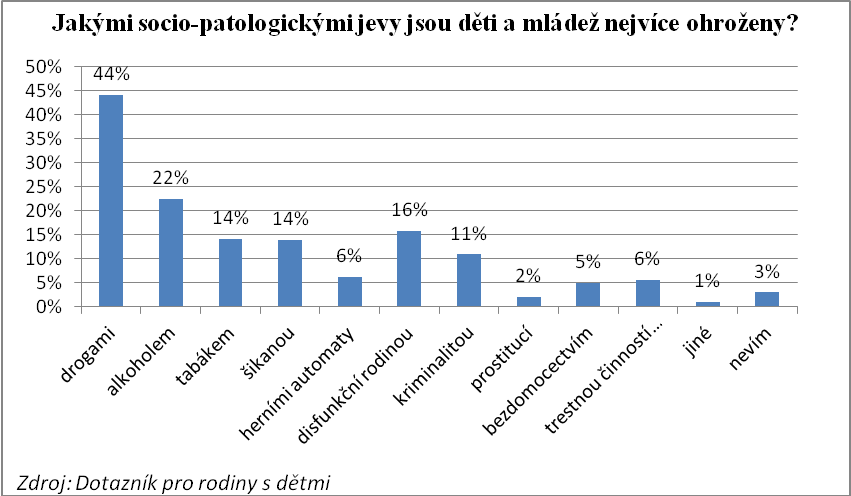 Jakými socio-patologickými jevy jsou děti a mládež nejvíce ohroženy?
50%
45%
40%
35%
30%
25%
20%
15%
10%
5%
0%
44%
22%
14%
14%
6%
16%
11%
2%
5%
6%
1%
3%
drogami
alkoholem
tabákem
šikanou
herními automaty
disfunkční rodinou
kriminalitou
prostitucí
bezdomocectvím
trestnou činností...
jiné
nevím
Zdroj: Dotazník pro rodiny s dětmi